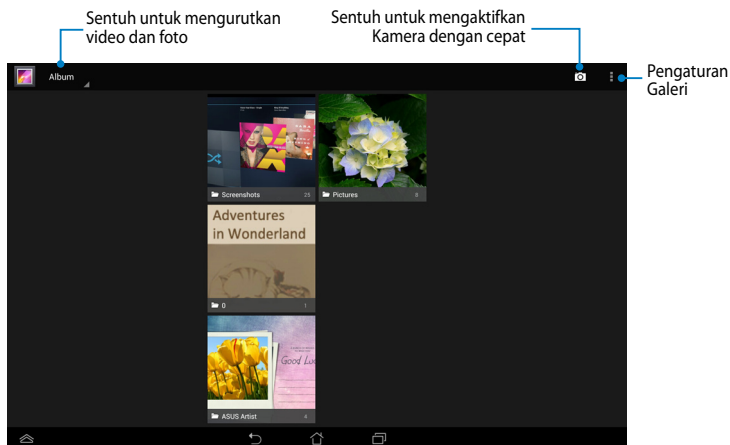 Sentuh untuk mengurutkan
video dan foto
Sentuh untuk mengaktifkan
Kamera dengan cepat
Pengaturan
Galeri
Album
Screenshots 25
Pictures 8
Adventures
in Wonderland
0 1
Good Lu
ASUS Artist 4